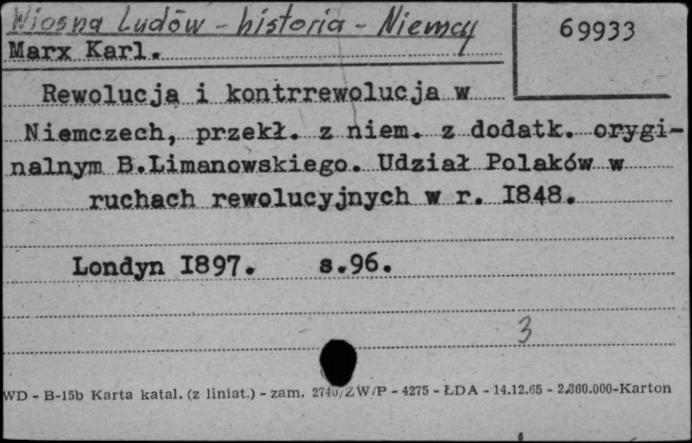 Wiosna Ludów - historia - Niemcy
69933
Marx Karl.
Rewolucja i kontrrewolucja w
Niemczech, przekł. z niem. z dodatk. orygi-
nalnym B.Limanowskiego. Udział Polaków w
ruchach rewolucyjnych w r. I848.
Londyn I897. s.96.
3
WD - B-15b Karta katal. (z liniat.) - zam. 2740/ZW/P - 4275 - ŁDA - 14.12.65 - 2.360.000-Karton